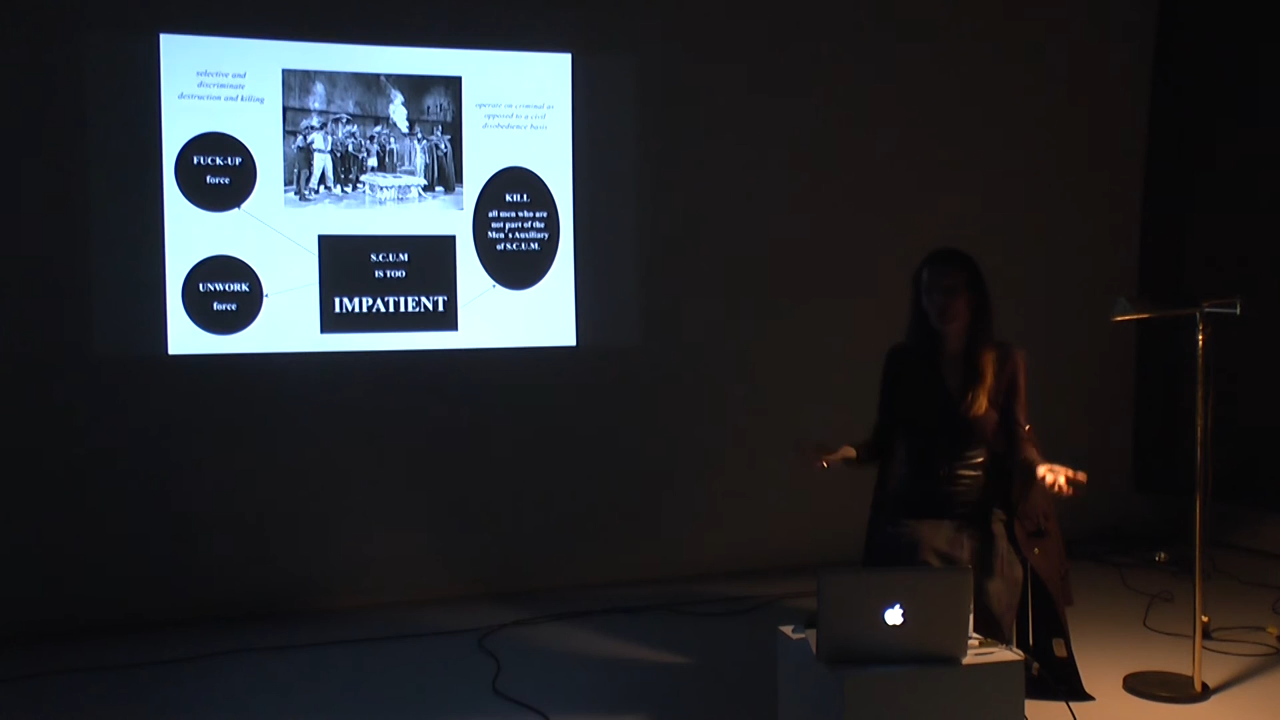 selective and
discriminate
destruction and killing
operate on criminal as
opposed to a civil
disobedience basis
FUCK-UP
force
KILL
all men who are
not part of the
Men's Auxiliary
of S.C.U.M.
S.C.U.M
IS TOO
IMPATIENT
UNWORK
force